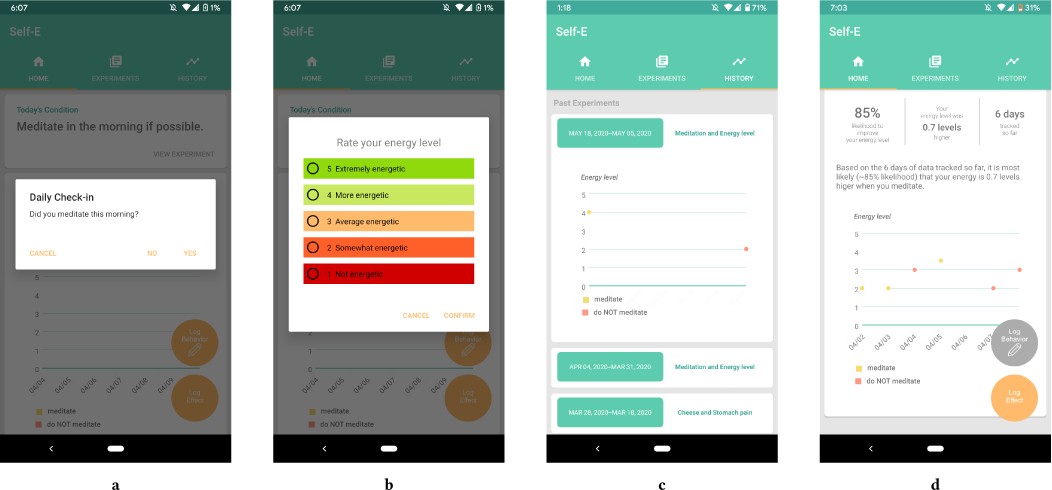 6:07
1%
Self-E
HOME
EXPERIMENTS
HISTORY
Today's Condition
Meditate in the morning if possible.
VIEW EXPERIMENT
Daily Check-in
Did you meditate this morning?
CANCEL
NO
YES
5
4
3
2
1
0
04/04
04/05
04/06
04/07
04/08
04/09
meditate
do NOT meditate
Log
Behavior
Log
Effect
a
6:07
1%
Self-E
HOME
EXPERIMENTS
HISTORY
Today's Condition
Rate your energy level
5 Extremely energetic
4 More energetic
3 Average energetic
2 Somewhat energetic
1 Not energetic
CANCEL
CONFIRM
1
0
04/04
04/05
04/06
04/07
04/08
04/09
meditate
do NOT meditate
Log
Behavior
Log
Effect
b
1:18
71%
Self-E
HOME
EXPERIMENTS
HISTORY
Past Experiments
MAY 18, 2020–MAY 05, 2020
Meditation and Energy level
Energy level
5
4
3
2
1
0
meditate
do NOT meditate
APR 04, 2020–MAR 31, 2020
Meditation and Energy level
MAR 28, 2020–MAR 18, 2020
Cheese and Stomach pain
c
7:03
31%
Self-E
HOME
EXPERIMENTS
HISTORY
85%
likelihood to
improve
your energy level
Your
energy level was
0.7 levels
higher
6 days
tracked
so far
Based on the 6 days of data tracked so far, it is most
likely (~85% likelihood) that your energy is 0.7 levels
higer when you meditate.
Energy level
5
4
3
2
1
0
04/02
04/03
04/04
04/05
04/06
04/07
meditate
do NOT meditate
Log
Behavior
Log
Effect
d